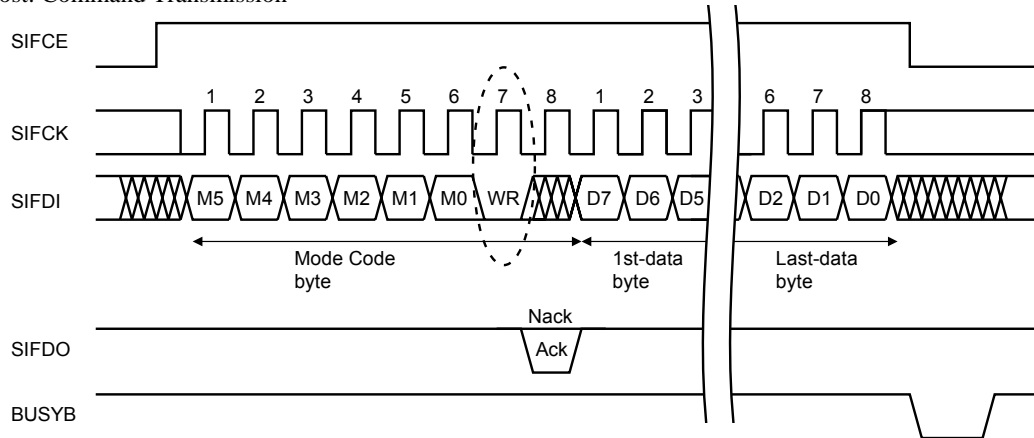 ost: Command Transmission
SIFCE
1 2 3 4 5 6 7 8 1 2 3 6 7 8
SIFCK
SIFDI M5 M4 M3 M2 M1 M0 WR D7 D6 D5 D2 D1 D0
Mode Code byte
1st-data byte
Last-data byte
Nack
SIFDO Ack
BUSYB